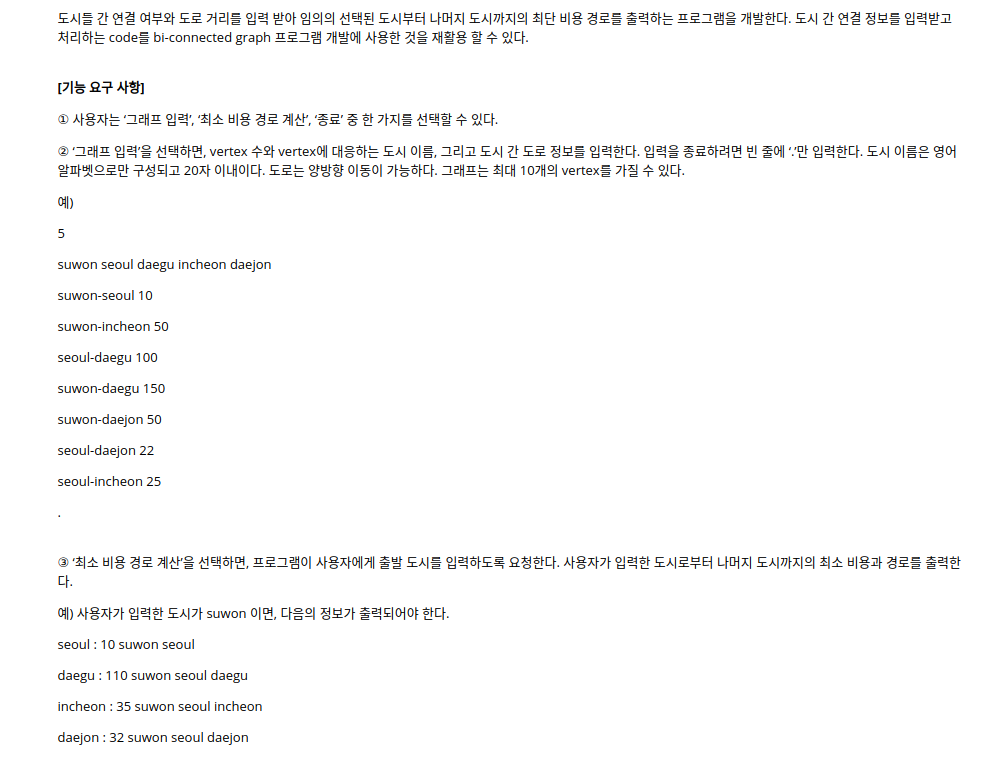 도시들 간 연결 여부와 도로 거리를 입력 받아 임의의 선택된 도시부터 나머지 도시까지의 최단 비용 경로를 출력하는 프로그램을 개발한다. 도시 간 연결 정보를 입력받고
처리하는 code를 bi-connected graph 프로그램 개발에 사용한 것을 재활용 할 수 있다.
[기능 요구 사항]
① 사용자는 ‘그래프 입력’, ‘최소 비용 경로 계산’, ‘종료’ 중 한 가지를 선택할 수 있다.
② ‘그래프 입력’을 선택하면, vertex 수와 vertex에 대응하는 도시 이름, 그리고 도시 간 도로 정보를 입력한다. 입력을 종료하려면 빈 줄에 ‘.’만 입력한다. 도시 이름은 영어
알파벳으로만 구성되고 20자 이내이다. 도로는 양방향 이동이 가능하다. 그래프는 최대 10개의 vertex를 가질 수 있다.
예)
5
suwon seoul daegu incheon daejon
suwon-seoul 10
suwon-incheon 50
seoul-daegu 100
suwon-daegu 150
suwon-daejon 50
seoul-daejon 22
seoul-incheon 25
.
③ ‘최소 비용 경로 계산’을 선택하면, 프로그램이 사용자에게 출발 도시를 입력하도록 요청한다. 사용자가 입력한 도시로부터 나머지 도시까지의 최소 비용과 경로를 출력한
다.
예) 사용자가 입력한 도시가 suwon 이면, 다음의 정보가 출력되어야 한다.
seoul : 10 suwon seoul
daegu : 110 suwon seoul daegu
incheon : 35 suwon seoul incheon
daejon : 32 suwon seoul daejon